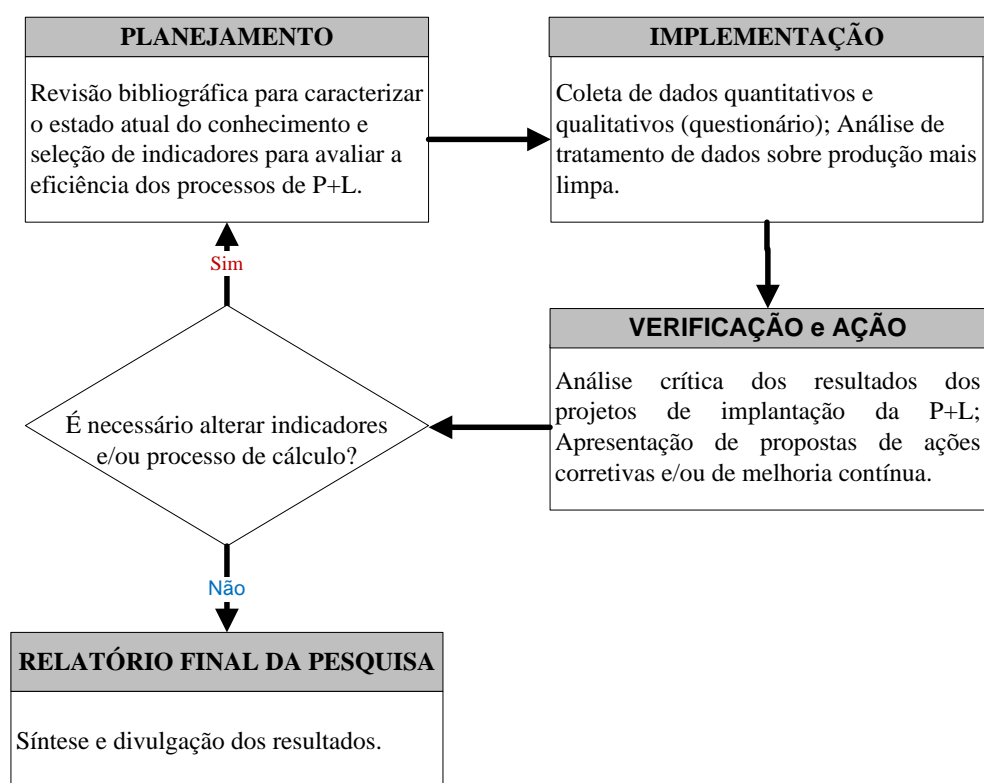 PLANEJAMENTO
Revisão bibliográfica para caracterizar
o estado atual do conhecimento e
seleção de indicadores para avaliar a
eficiência dos processos de P+L.
IMPLEMENTAÇÃO
Coleta de dados quantitativos e
qualitativos (questionário); Análise de
tratamento de dados sobre produção mais
limpa.
VERIFICAÇÃO e AÇÃO
Análise crítica dos resultados dos
projetos de implantação da P+L;
Apresentação de propostas de ações
corretivas e/ou de melhoria contínua.
É necessário alterar indicadores
e/ou processo de cálculo?
Sim
Não
RELATÓRIO FINAL DA PESQUISA
Síntese e divulgação dos resultados.